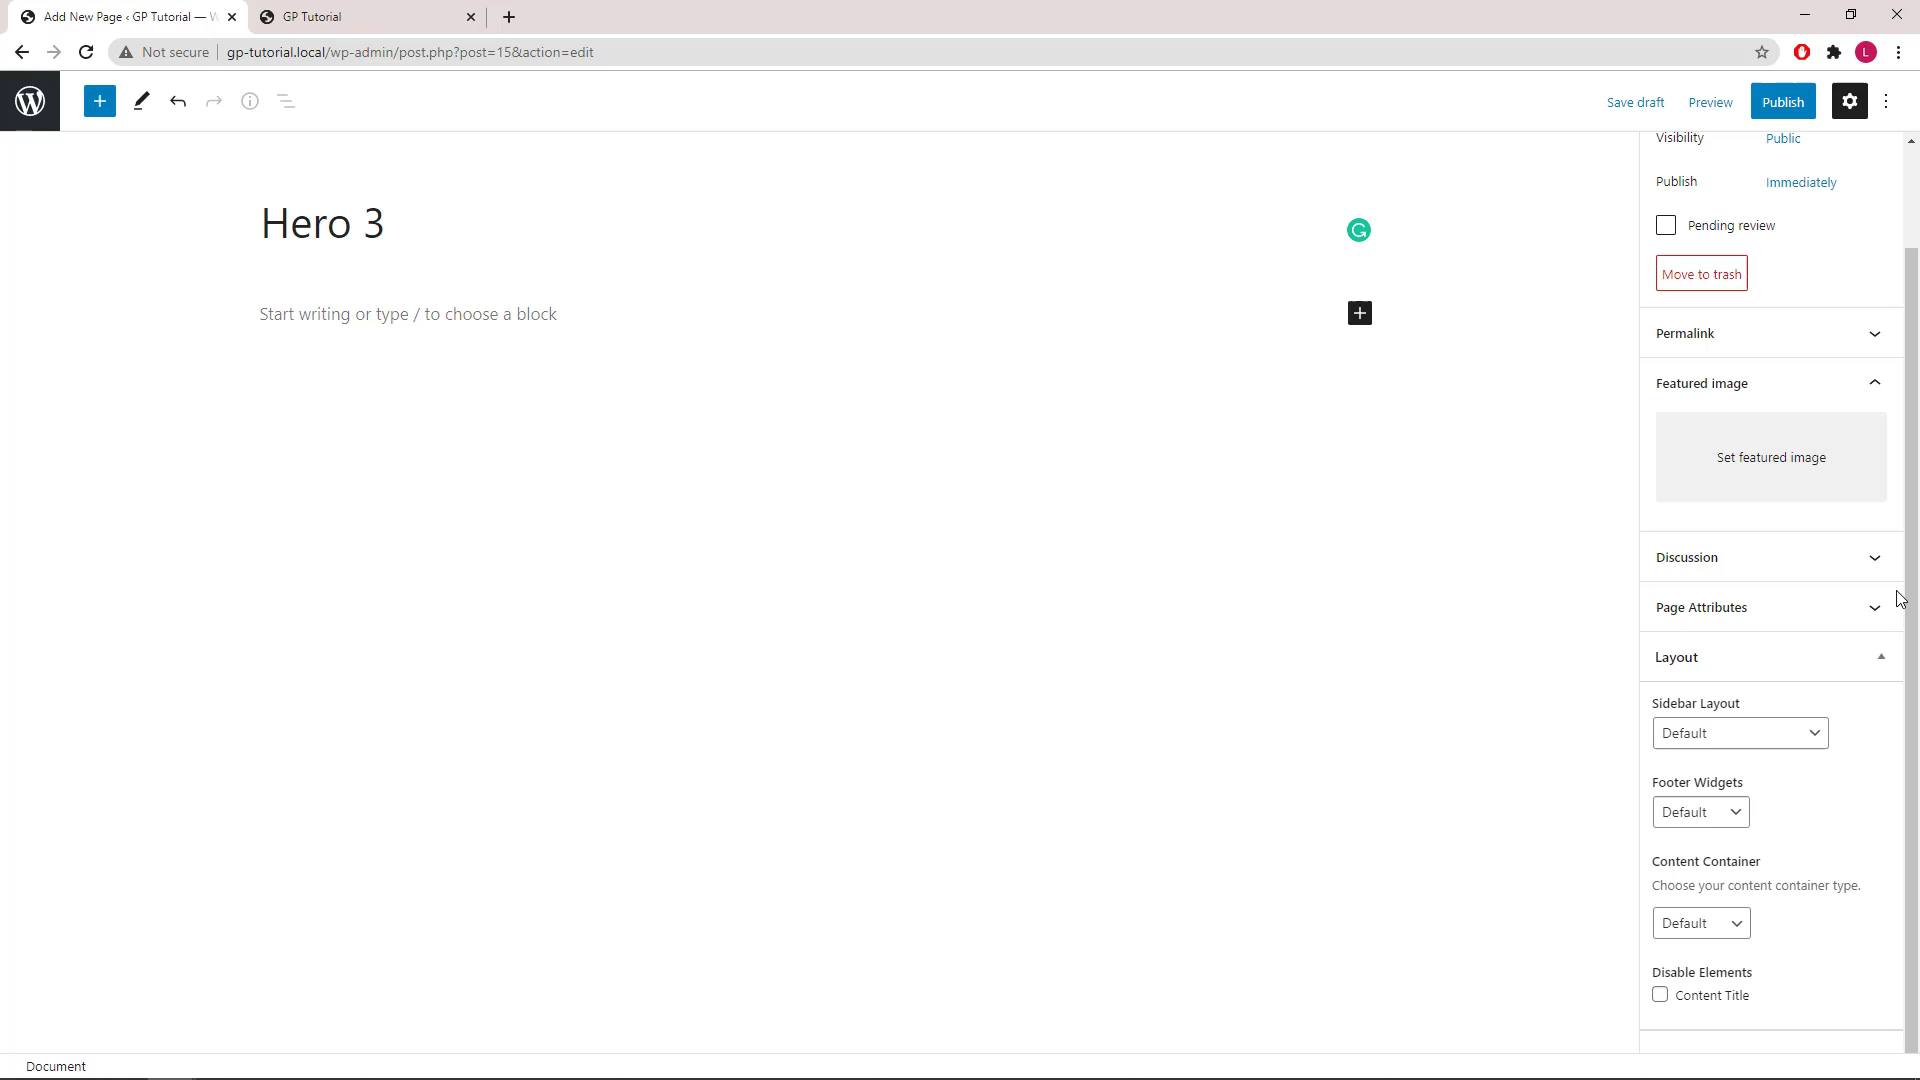 Add New Page ‹ GP Tutorial — W
GP Tutorial
Not secure
gp-tutorial.local/wp-admin/post.php?post=15&action=edit
L
Save draft
Preview
Publish
Visibility
Public
Hero 3
Publish
Immediately
Pending review
Move to trash
Start writing or type / to choose a block
Permalink
Featured image
Set featured image
Discussion
Page Attributes
Layout
Sidebar Layout
Default
Footer Widgets
Default
Content Container
Choose your content container type.
Default
Disable Elements
Content Title
Document